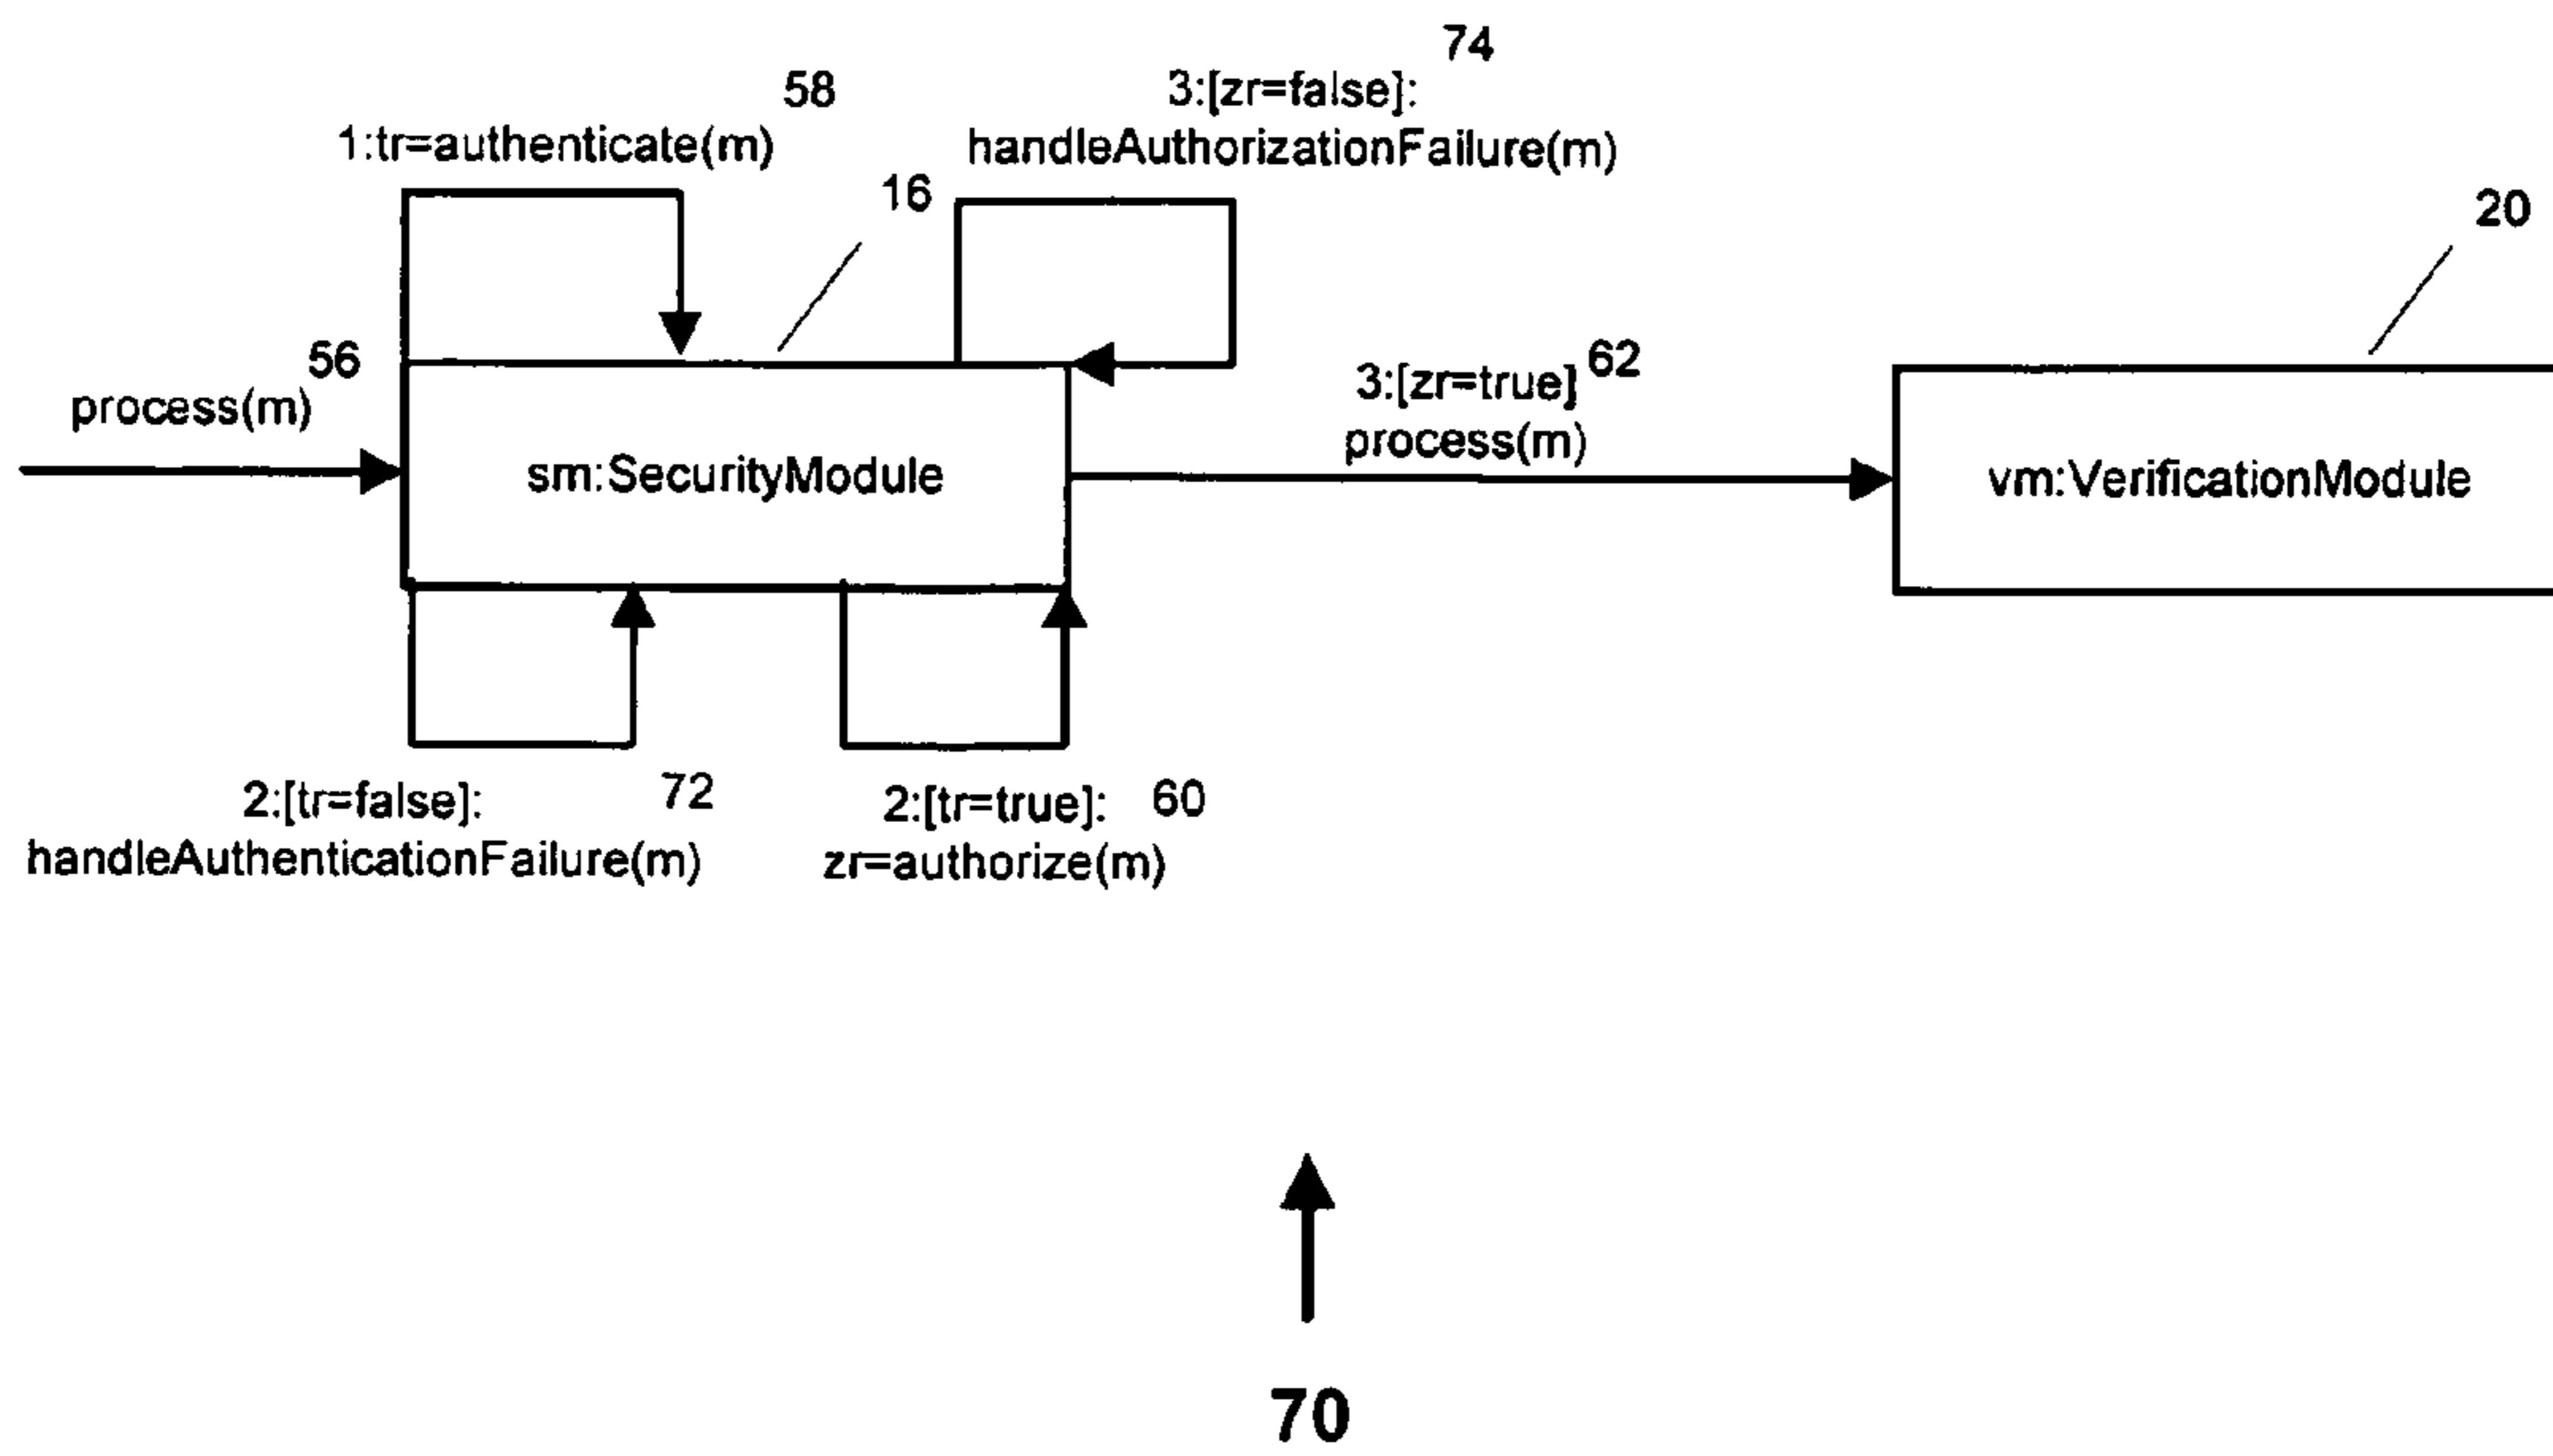 74
58
3:[zr=false]:
1:tr=authenticate(m)
handleAuthorizationFailure(m)
16
20
56
process(m)
3:[zr=true]
62
process(m)
sm:SecurityModule
vm:VerificationModule
2:[tr=false]:
72
handleAuthenticationFailure(m)
2:[tr=true]:
60
zr=authorize(m)
70